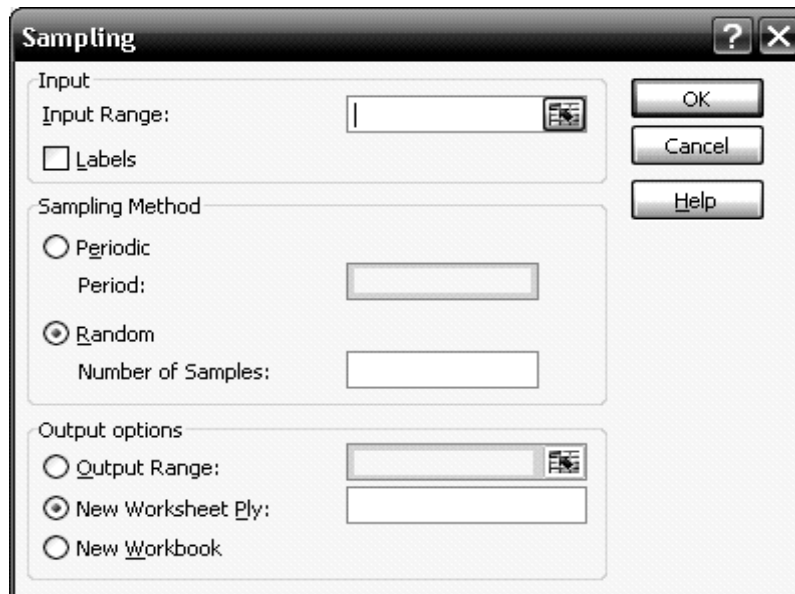 Sampling
Input
Input Range:
Labels
OK
Cancel
Help
Sampling Method
Periodic
Period:
Random
Number of Samples:
Output options
Output Range:
New Worksheet Ply:
New Workbook